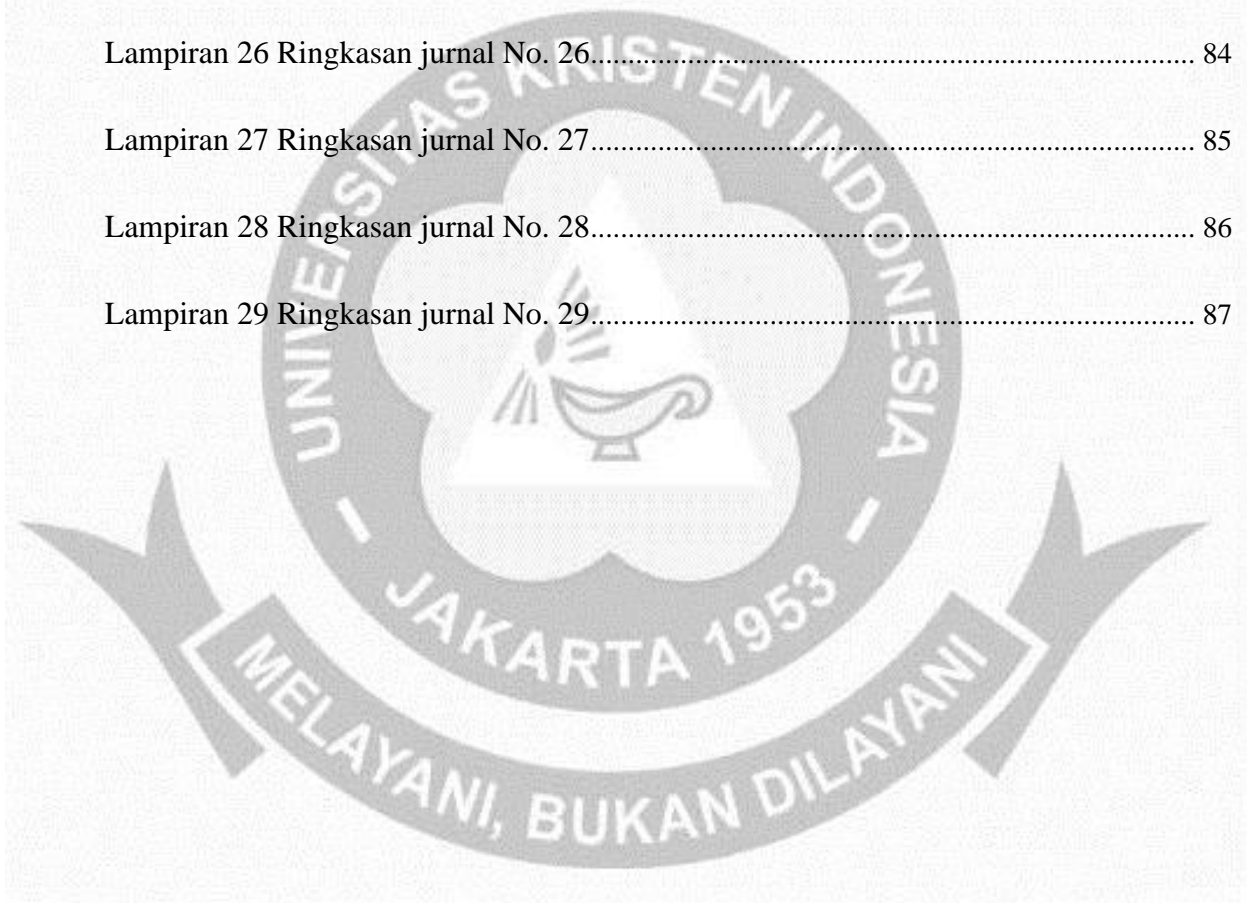 Lampiran 26 Ringkasan jurnal No. 26................................................................................ 84
Lampiran 27 Ringkasan jurnal No. 27................................................................................ 85
Lampiran 28 Ringkasan jurnal No. 28................................................................................ 86
Lampiran 29 Ringkasan jurnal No. 29................................................................................ 87
UNIVERSITAS KRISTEN INDONESIA
- JAKARTA 1953 -
MELAYANI, BUKAN DILAYANI